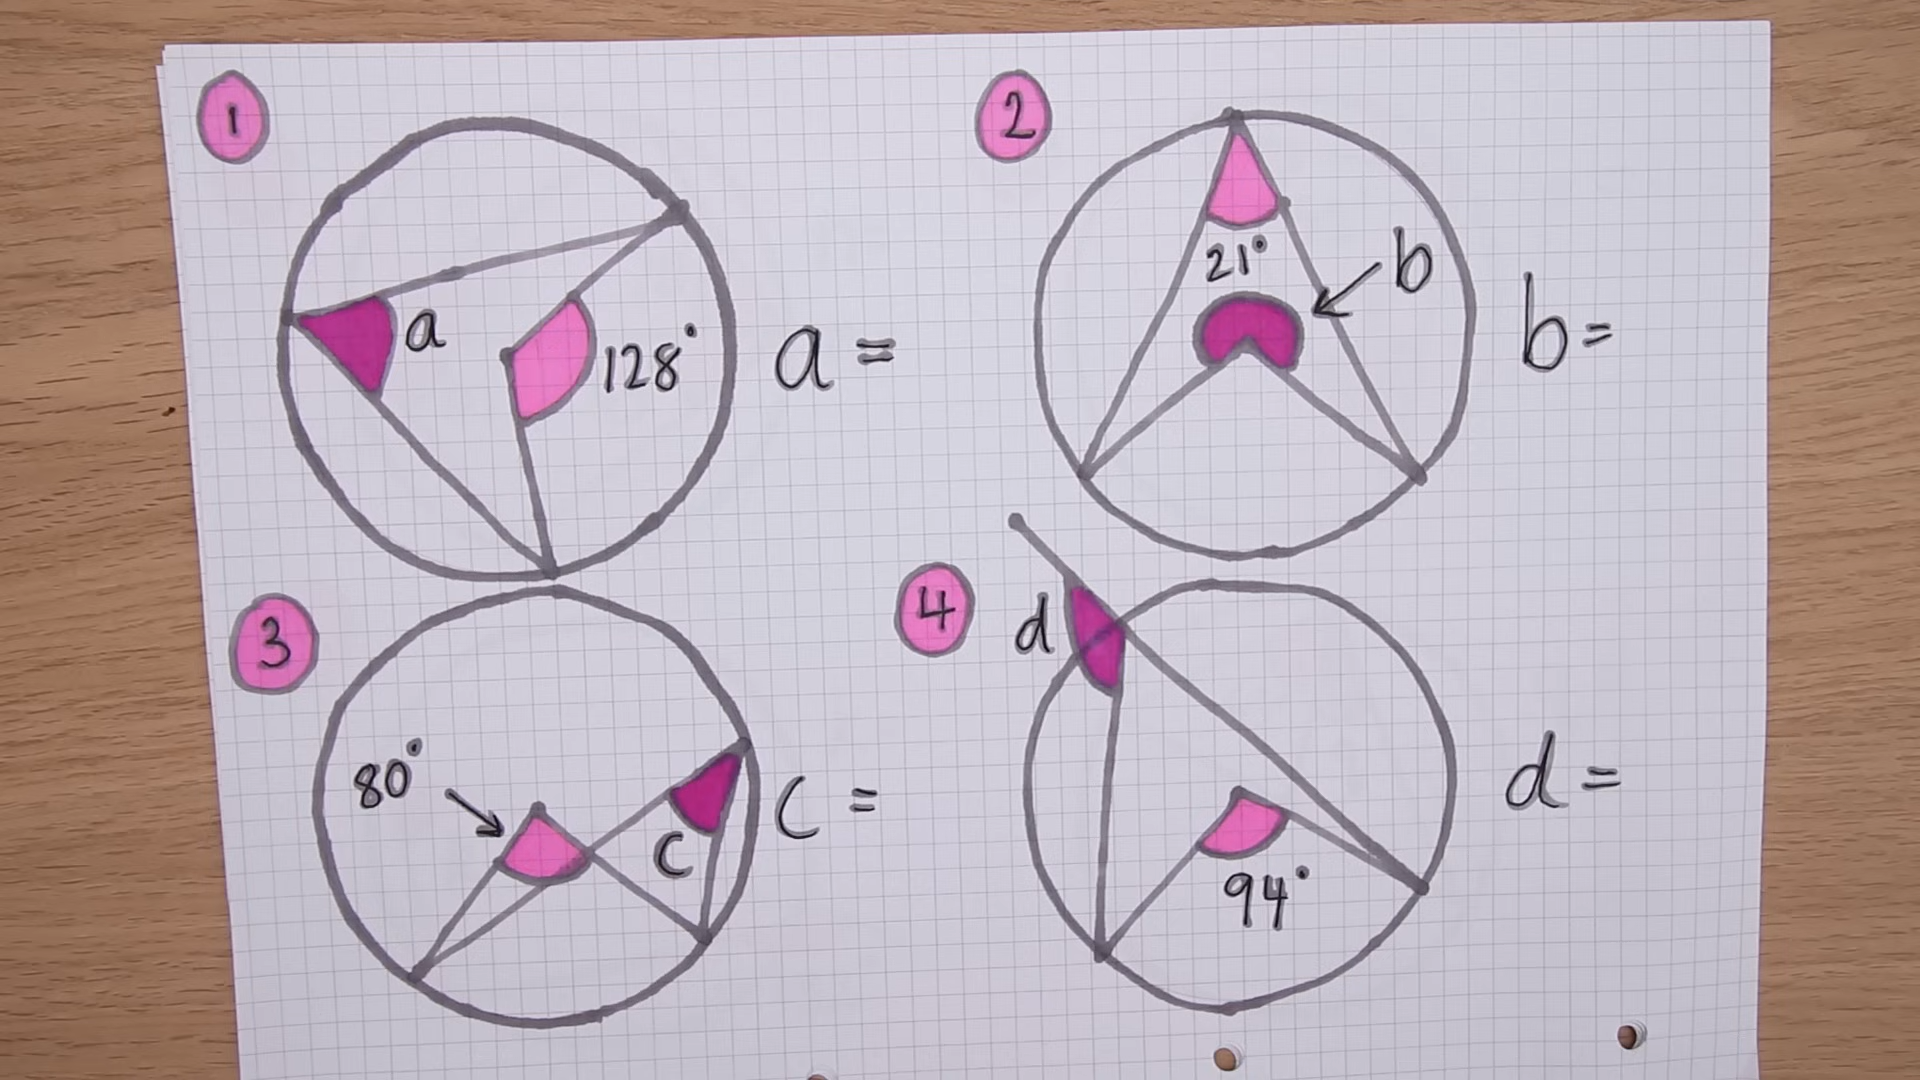 1
a
128°
a =
2
21°
b
b =
3
80°
c
c =
4
d
94°
d =